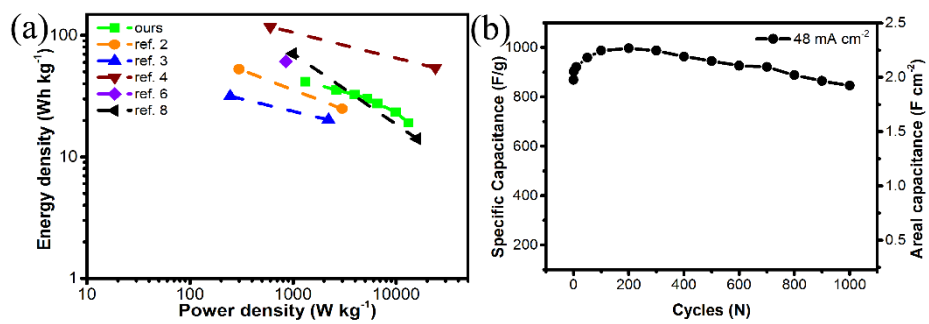 (a)
ours
ref. 2
ref. 3
ref. 4
ref. 6
ref. 8
Energy density (Wh kg⁻¹)
100
10
1
10
100
1000
10000
Power density (W kg⁻¹)
(b)
48 mA cm⁻²
Specific Capacitance (F/g)
1000
800
600
400
200
0
200
400
600
800
1000
Cycles (N)
2.5
2.0
1.5
1.0
0.5
Areal capacitance (F cm⁻²)